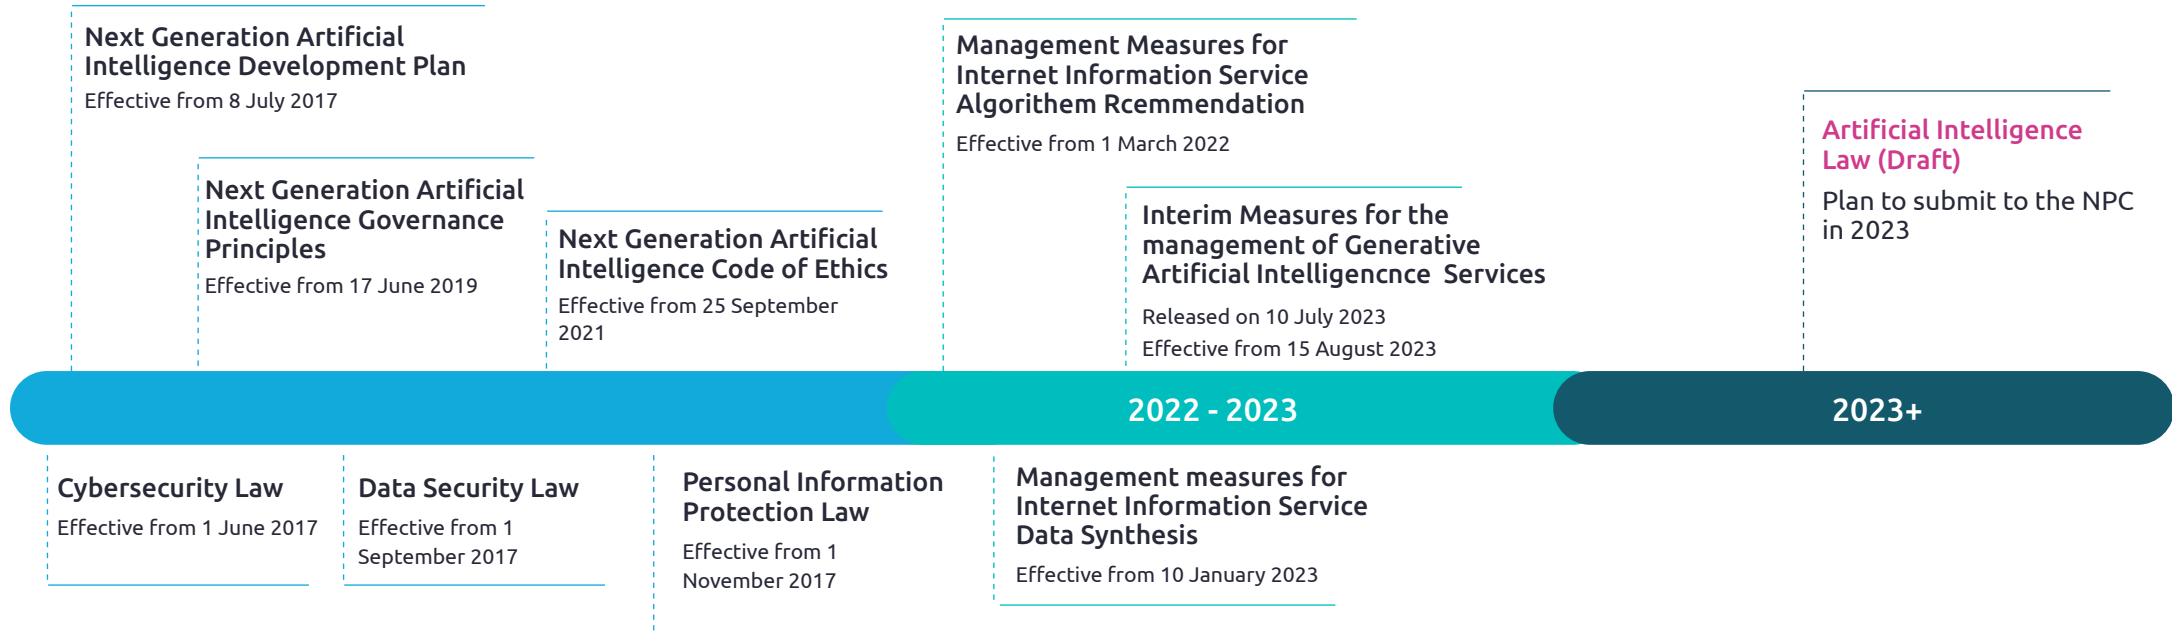 Next Generation Artificial
Intelligence Development Plan
Effective from 8 July 2017
Next Generation Artificial
Intelligence Governance
Principles
Effective from 17 June 2019
Next Generation Artificial
Intelligence Code of Ethics
Effective from 25 September
2021
Management Measures for
Internet Information Service
Algorithem Rcemmendation
Effective from 1 March 2022
Interim Measures for the
management of Generative
Artificial Intelligencnce  Services
Released on 10 July 2023
Effective from 15 August 2023
Artificial Intelligence
Law (Draft)
Plan to submit to the NPC
in 2023
2022 - 2023
2023+
Cybersecurity Law
Effective from 1 June 2017
Data Security Law
Effective from 1
September 2017
Personal Information
Protection Law
Effective from 1
November 2017
Management measures for
Internet Information Service
Data Synthesis
Effective from 10 January 2023